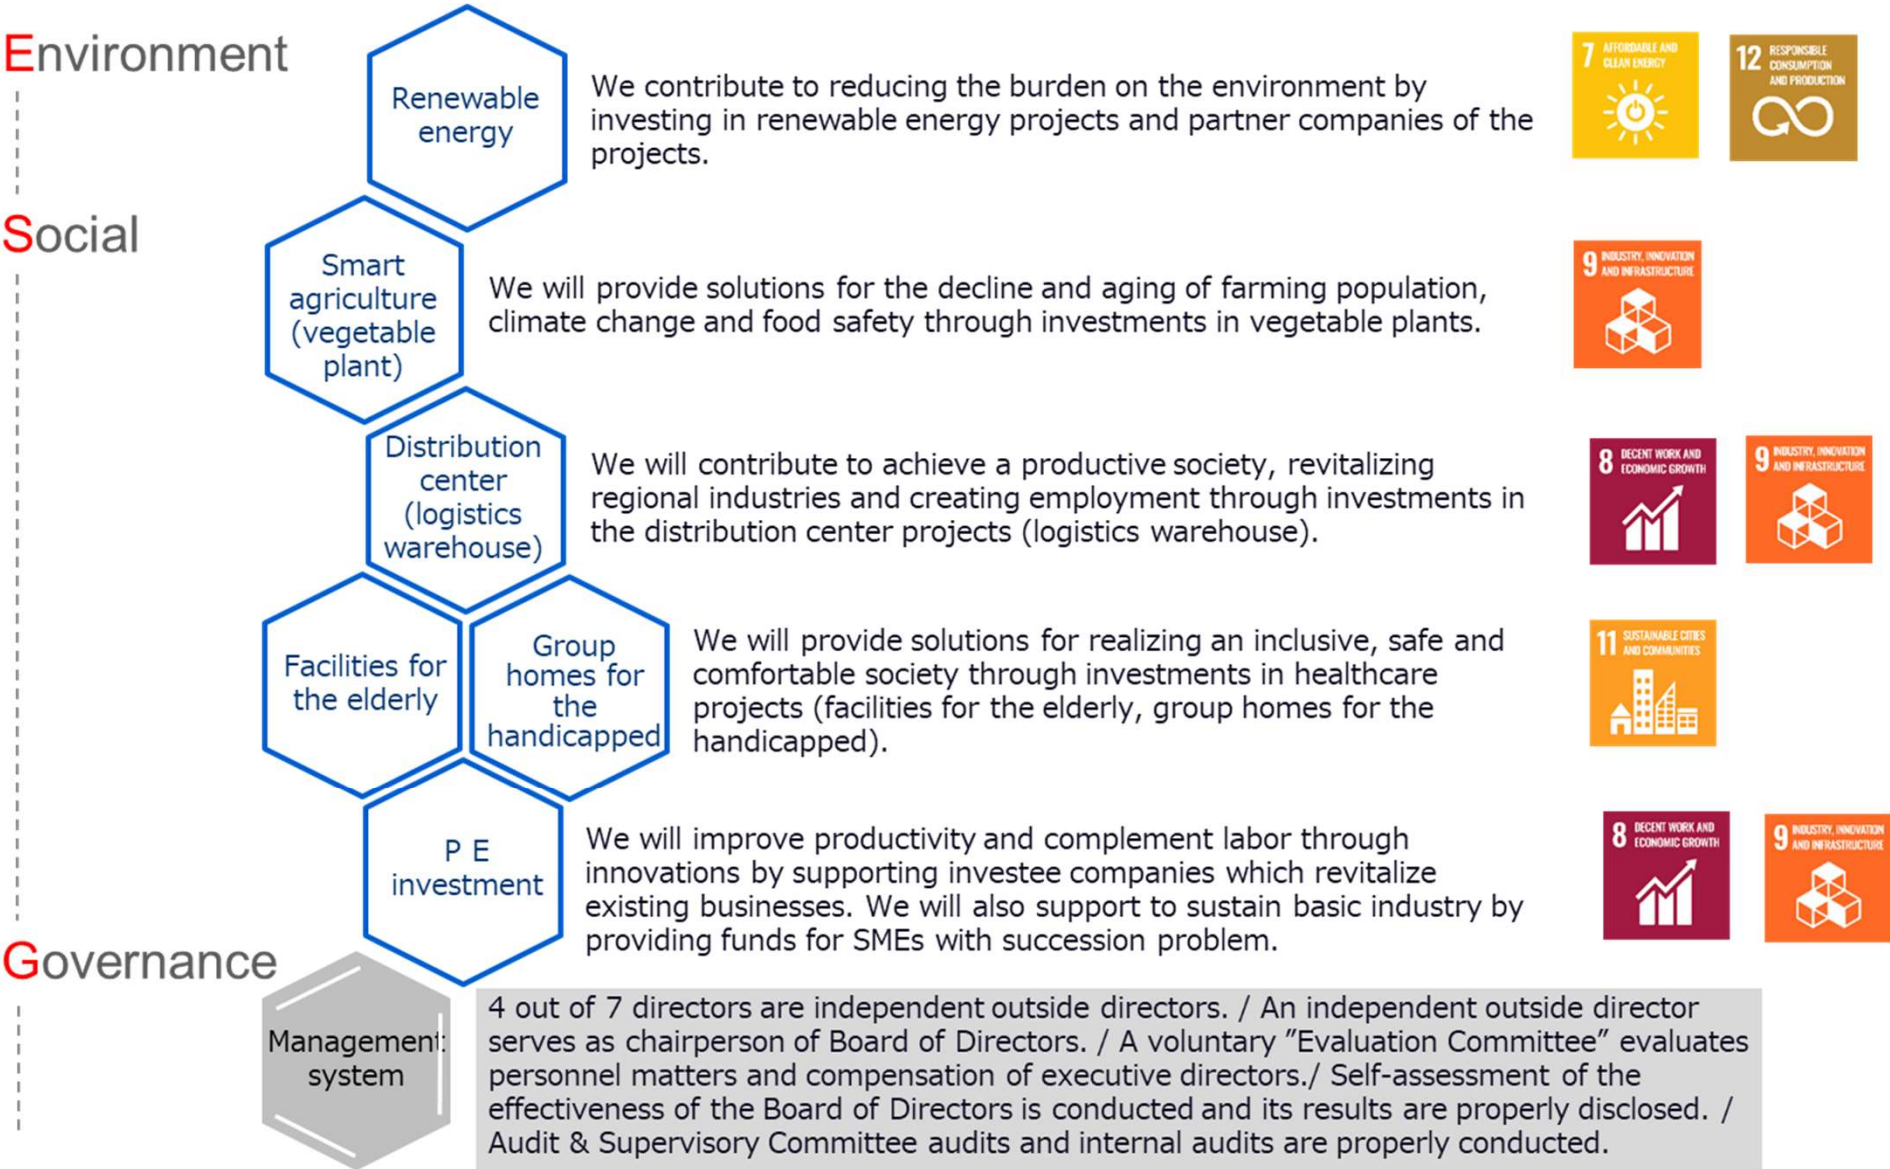 Environment
Renewable
energy
We contribute to reducing the burden on the environment by
investing in renewable energy projects and partner companies of the
projects.
7 AFFORDABLE AND
CLEAN ENERGY
12 RESPONSIBLE
CONSUMPTION
AND PRODUCTION
Social
Smart
agriculture
(vegetable
plant)
We will provide solutions for the decline and aging of farming population,
climate change and food safety through investments in vegetable plants.
9 INDUSTRY, INNOVATION
AND INFRASTRUCTURE
Distribution
center
(logistics
warehouse)
We will contribute to achieve a productive society, revitalizing
regional industries and creating employment through investments in
the distribution center projects (logistics warehouse).
8 DECENT WORK AND
ECONOMIC GROWTH
9 INDUSTRY, INNOVATION
AND INFRASTRUCTURE
Facilities for
the elderly
Group
homes for
the
handicapped
We will provide solutions for realizing an inclusive, safe and
comfortable society through investments in healthcare
projects (facilities for the elderly, group homes for the
handicapped).
11 SUSTAINABLE CITIES
AND COMMUNITIES
P E
investment
We will improve productivity and complement labor through
innovations by supporting investee companies which revitalize
existing businesses. We will also support to sustain basic industry by
providing funds for SMEs with succession problem.
8 DECENT WORK AND
ECONOMIC GROWTH
9 INDUSTRY, INNOVATION
AND INFRASTRUCTURE
Governance
Management
system
4 out of 7 directors are independent outside directors. / An independent outside director
serves as chairperson of Board of Directors. / A voluntary ”Evaluation Committee” evaluates
personnel matters and compensation of executive directors./ Self-assessment of the
effectiveness of the Board of Directors is conducted and its results are properly disclosed. /
Audit & Supervisory Committee audits and internal audits are properly conducted.